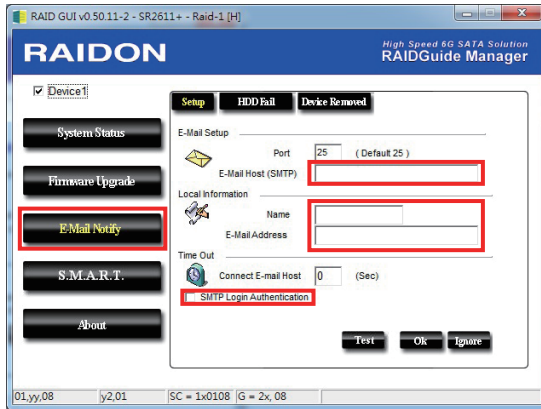 RAID GUI v0.50.11-2 - SR2611+ - Raid-1 [H]
RAIDON
High Speed 6G SATA Solution
RAIDGuide Manager
Device1
System Status
Firmware Upgrade
E-Mail Notify
S.M.A.R.T.
About
Setup HDD Fail Device Removed
E-Mail Setup
Port 25 ( Default 25 )
E-Mail Host (SMTP)
Local Information
Name
E-Mail Address
Time Out
Connect E-mail Host 0 (Sec)
SMTP Login Authentication
Test Ok Ignore
01,yy,08 y2,01 SC = 1x0108 G = 2x, 08